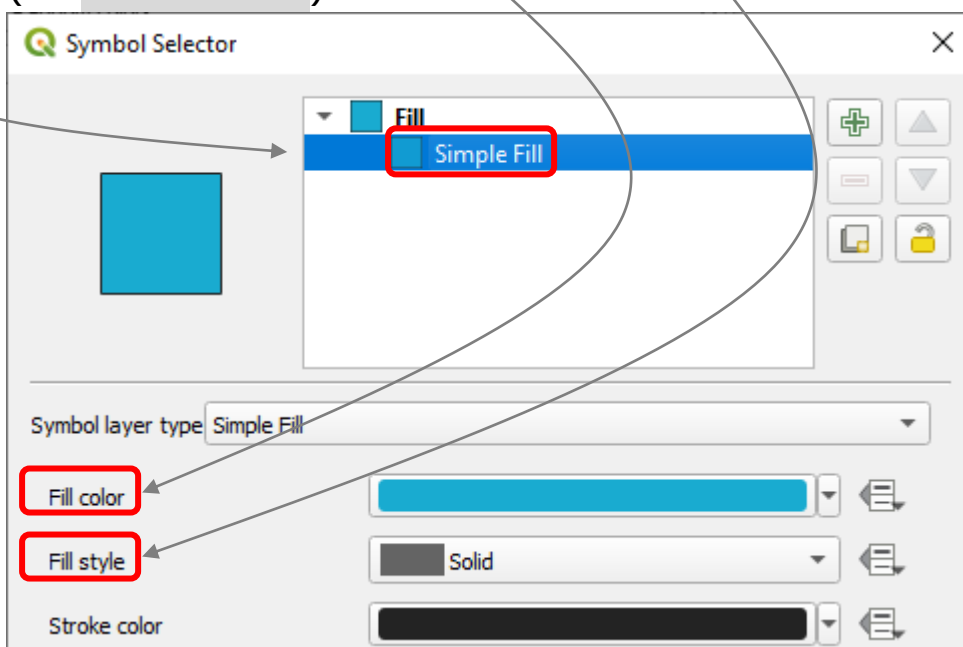 Symbol Selector
Fill
Simple Fill
Symbol layer type Simple Fill
Fill color
Fill style Solid
Stroke color